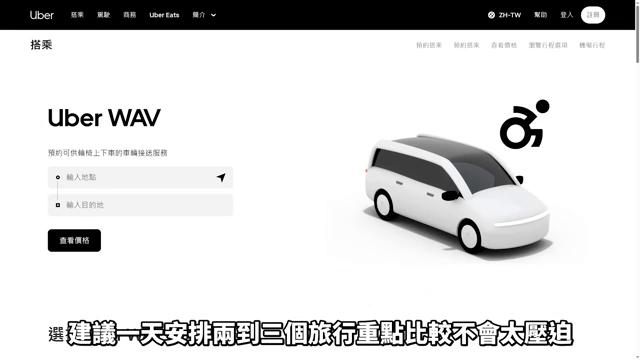 Uber
搭乘
駕駛
商務
Uber Eats
簡介
ZH-TW
幫助
登入
註冊
搭乘
預約搭乘
預約搭乘
查看價格
瀏覽行程選項
機場行程
Uber WAV
預約可供輪椅上下車的車輛接送服務
輸入地點
輸入目的地
查看價格
建議一天安排兩到三個旅行重點比較不會太壓迫